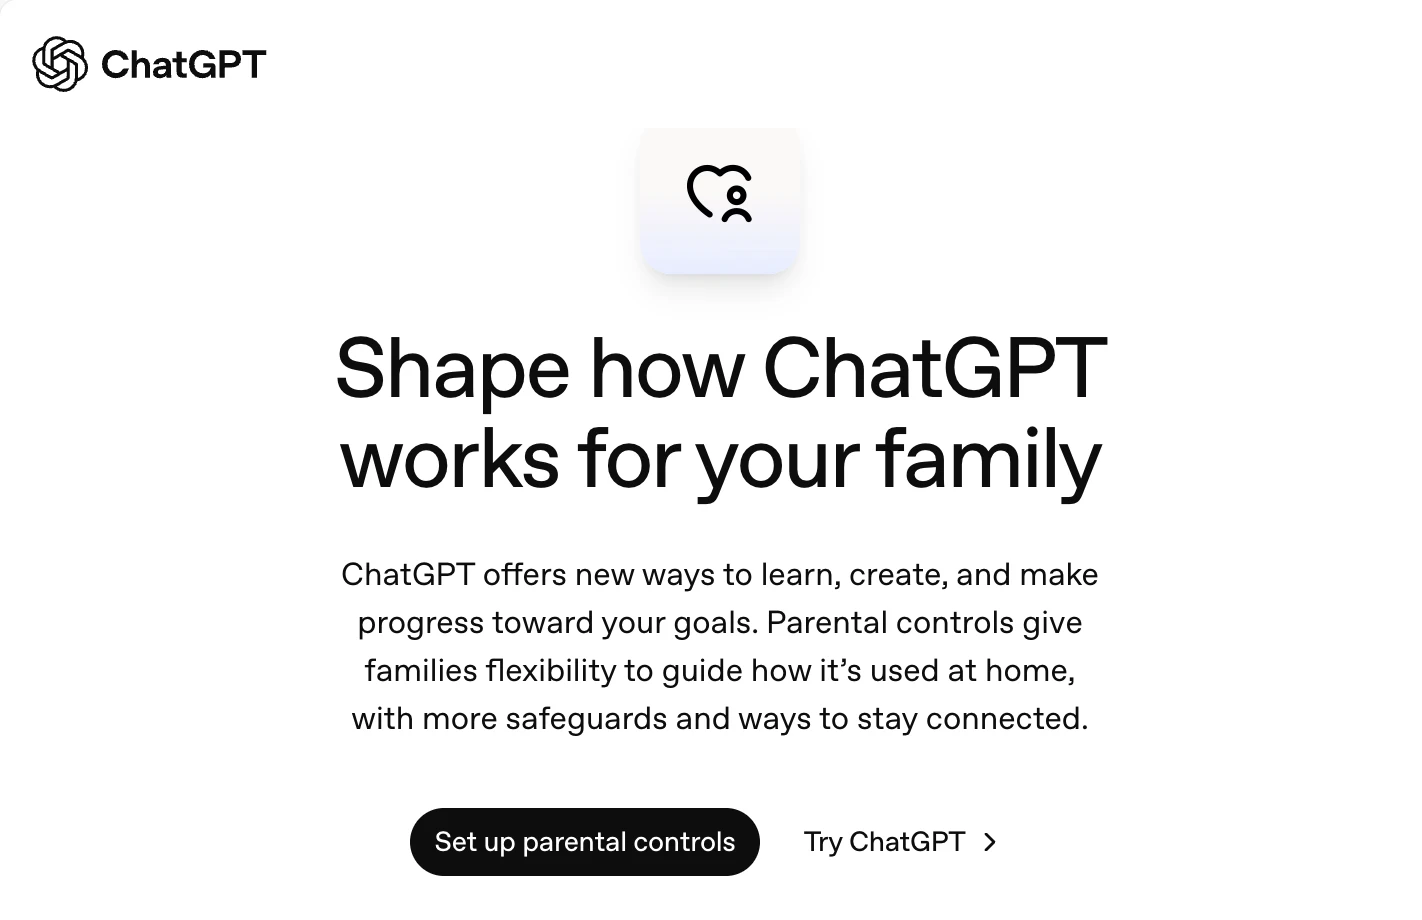 ChatGPT
Shape how ChatGPT
works for your family
ChatGPT offers new ways to learn, create, and make
progress toward your goals. Parental controls give
families flexibility to guide how it’s used at home,
with more safeguards and ways to stay connected.
Set up parental controls
Try ChatGPT